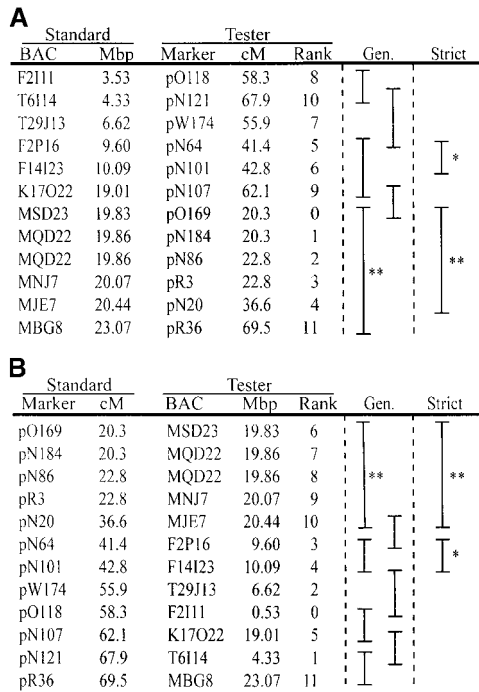 A
Standard Tester
BAC Mbp Marker cM Rank Gen. Strict
F2I11 3.53 pO118 58.3 8
T6I14 4.33 pN121 67.9 10
T29J13 6.62 pW174 55.9 7
F2P16 9.60 pN64 41.4 5
F14I23 10.09 pN101 42.8 6 *
K17O22 19.01 pN107 62.1 9
MSD23 19.83 pO169 20.3 0
MQD22 19.86 pN184 20.3 1
MQD22 19.86 pN86 22.8 2
MNJ7 20.07 pR3 22.8 3 ** **
MJE7 20.44 pN20 36.6 4
MBG8 23.07 pR36 69.5 11
B
Standard Tester
Marker cM BAC Mbp Rank Gen. Strict
pO169 20.3 MSD23 19.83 6
pN184 20.3 MQD22 19.86 7
pN86 22.8 MQD22 19.86 8 ** **
pR3 22.8 MNJ7 20.07 9
pN20 36.6 MJE7 20.44 10
pN64 41.4 F2P16 9.60 3
pN101 42.8 F14I23 10.09 4 *
pW174 55.9 T29J13 6.62 2
pO118 58.3 F2I11 0.53 0
pN107 62.1 K17O22 19.01 5
pN121 67.9 T6I14 4.33 1
pR36 69.5 MBG8 23.07 11